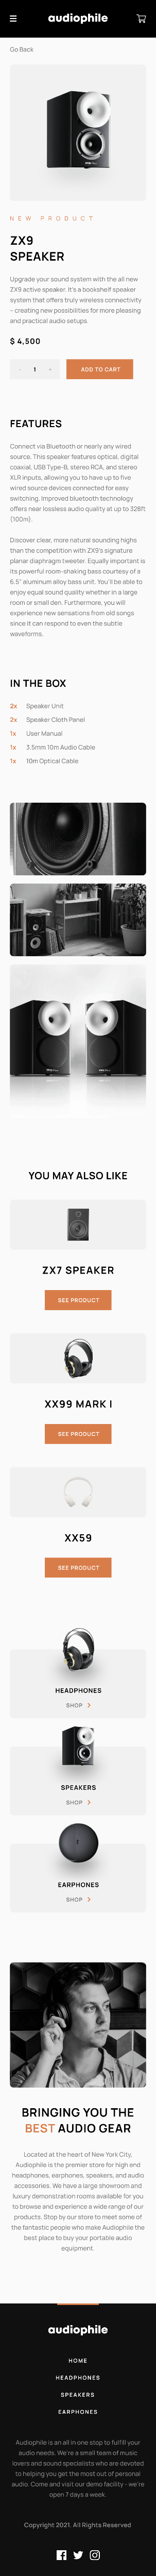 audiophile
Go Back
NEW PRODUCT
ZX9
SPEAKER
Upgrade your sound system with the all new
ZX9 active speaker. It's a bookshelf speaker
system that offers truly wireless connectivity
– creating new possibilities for more pleasing
and practical audio setups.
$ 4,500
- 1 + ADD TO CART
FEATURES
Connect via Bluetooth or nearly any wired
source. This speaker features optical, digital
coaxial, USB Type-B, stereo RCA, and stereo
XLR inputs, allowing you to have up to five
wired source devices connected for easy
switching. Improved bluetooth technology
offers near lossless audio quality at up to 328ft
(100m).
Discover clear, more natural sounding highs
than the competition with ZX9's signature
planar diaphragm tweeter. Equally important is
its powerful room-shaking bass courtesy of a
6.5" aluminum alloy bass unit. You'll be able to
enjoy equal sound quality whether in a large
room or small den. Furthermore, you will
experience new sensations from old songs
since it can respond to even the subtle
waveforms.
IN THE BOX
2x Speaker Unit
2x Speaker Cloth Panel
1x User Manual
1x 3.5mm 10m Audio Cable
1x 10m Optical Cable
YOU MAY ALSO LIKE
ZX7 SPEAKER
SEE PRODUCT
XX99 MARK I
SEE PRODUCT
XX59
SEE PRODUCT
HEADPHONES
SHOP
SPEAKERS
SHOP
EARPHONES
SHOP
BRINGING YOU THE
BEST AUDIO GEAR
Located at the heart of New York City,
Audiophile is the premier store for high end
headphones, earphones, speakers, and audio
accessories. We have a large showroom and
luxury demonstration rooms available for you
to browse and experience a wide range of our
products. Stop by our store to meet some of
the fantastic people who make Audiophile the
best place to buy your portable audio
equipment.
audiophile
HOME
HEADPHONES
SPEAKERS
EARPHONES
Audiophile is an all in one stop to fulfill your
audio needs. We're a small team of music
lovers and sound specialists who are devoted
to helping you get the most out of personal
audio. Come and visit our demo facility - we're
open 7 days a week.
Copyright 2021. All Rights Reserved